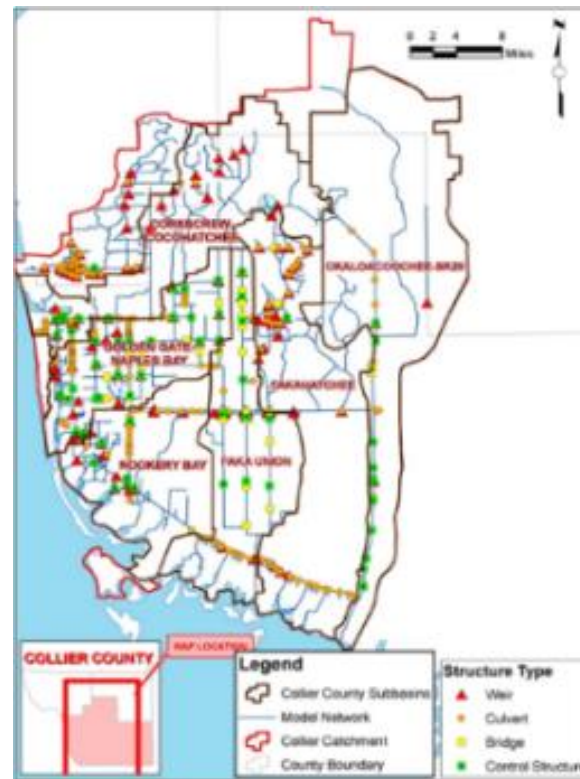 0 2 4 8
Miles
CORKSCREW
COCOHATCHEE
OKALOACOOCHEE-SR29
GOLDEN GATE
NAPLES BAY
FAKAHATCHEE
ROOKERY BAY
FAKA UNION
MAP LOCATION
COLLIER COUNTY
Legend
Collier County Subbasins
Model Network
Collier Catchment
County Boundary
Structure Type
Weir
Culvert
Bridge
Control Structure